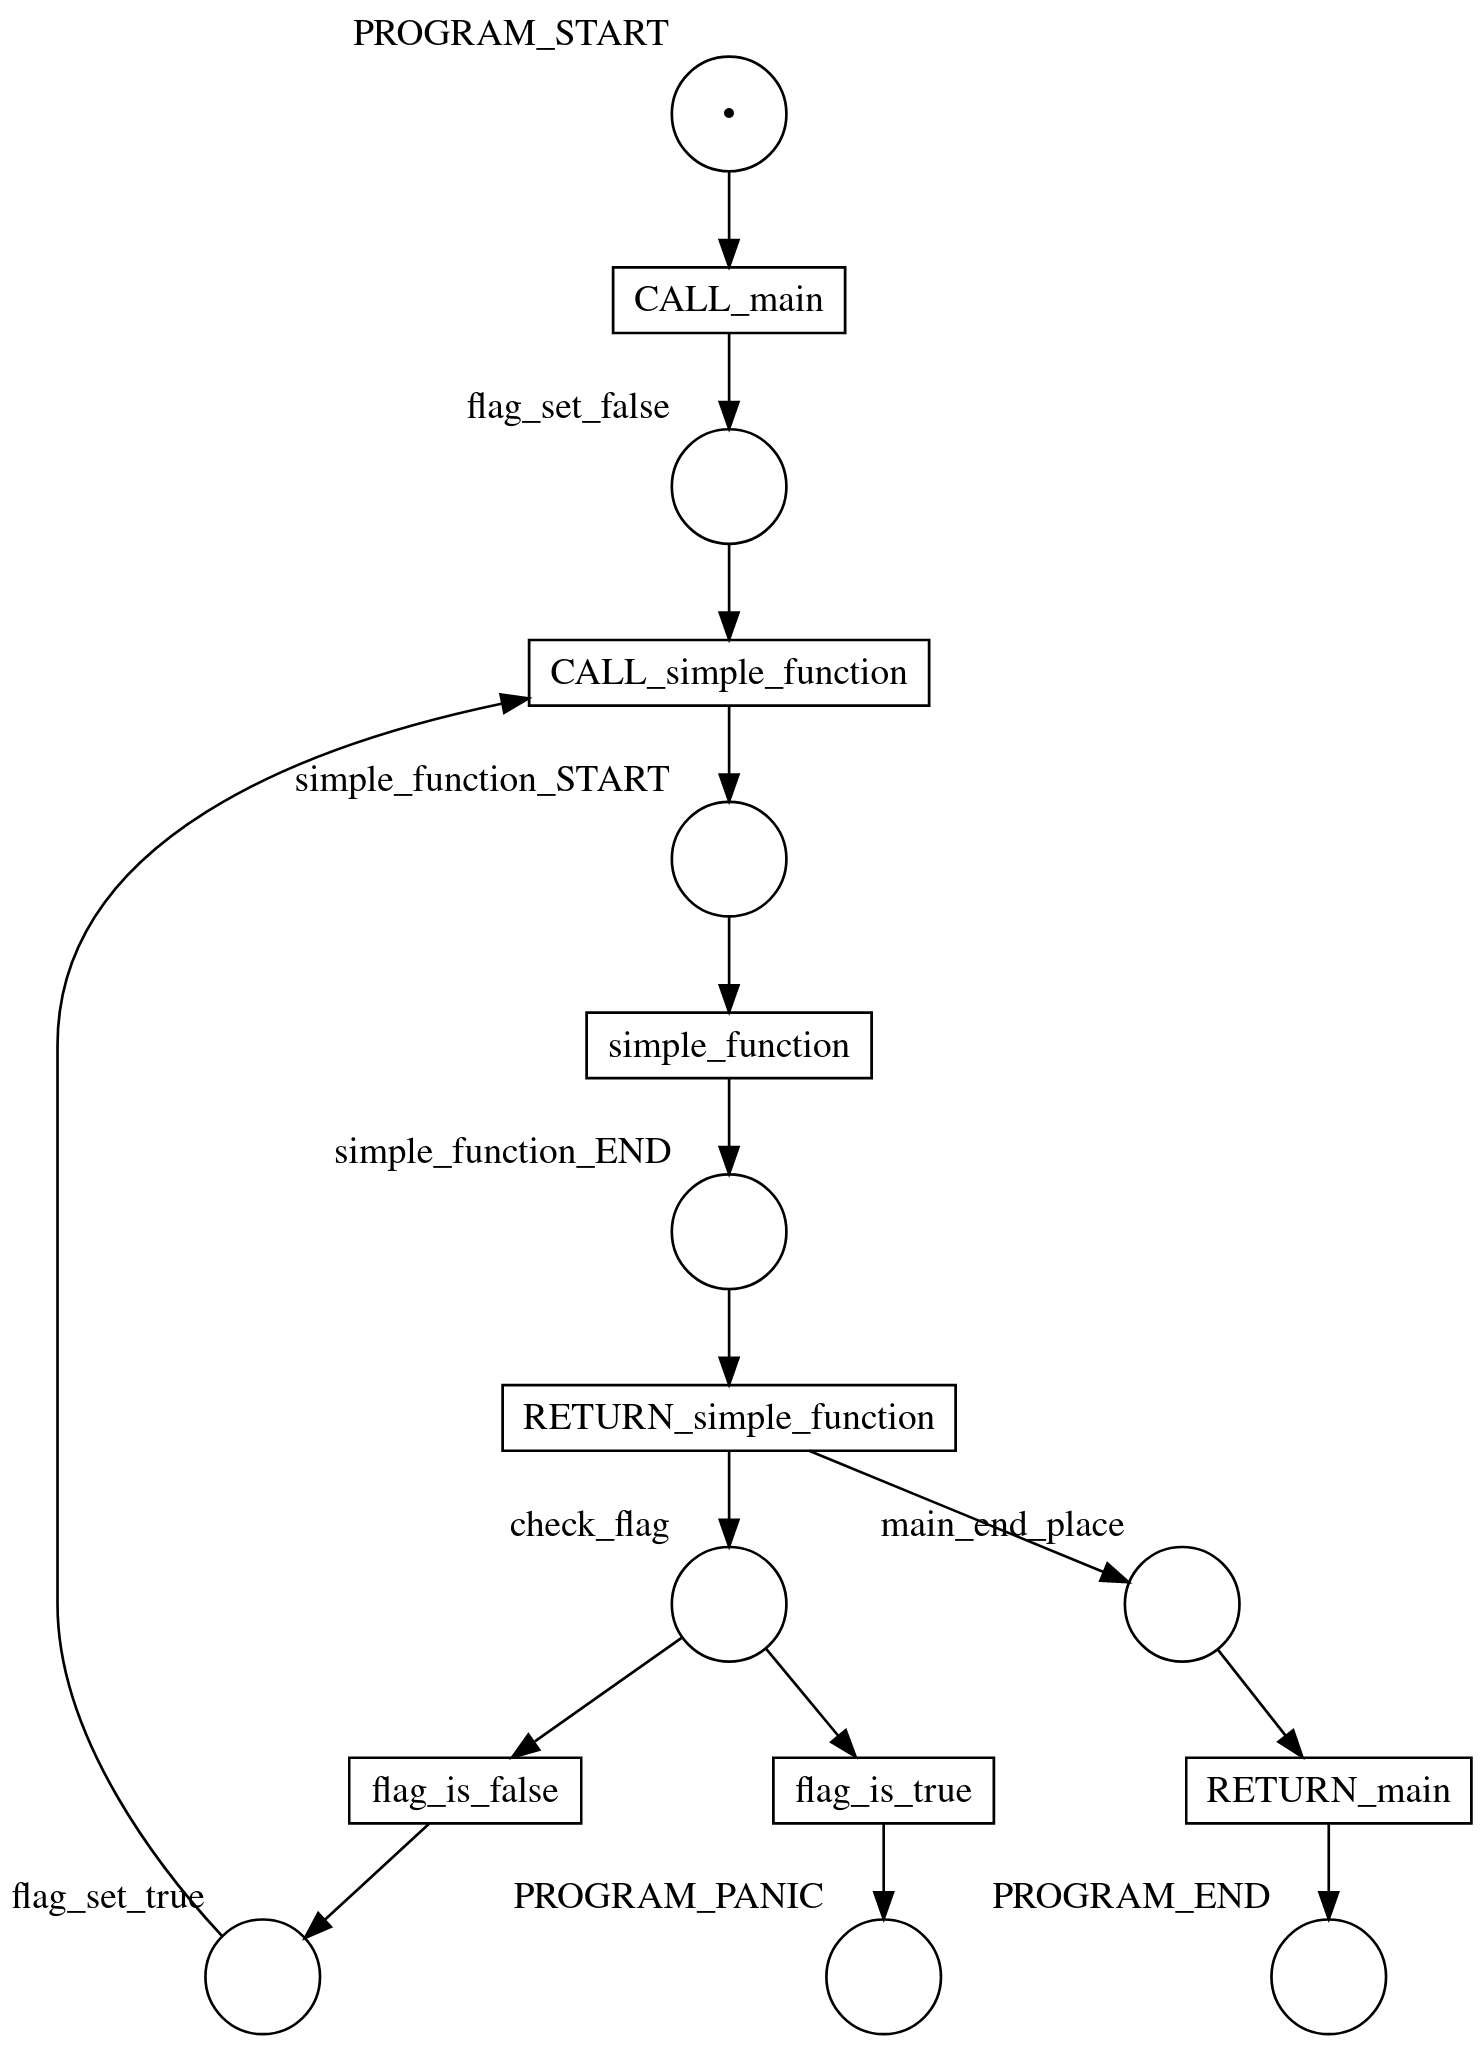 PROGRAM_START
CALL_main
flag_set_false
CALL_simple_function
simple_function_START
simple_function
simple_function_END
RETURN_simple_function
check_flag
main_end_place
flag_is_false
flag_is_true
RETURN_main
flag_set_true
PROGRAM_PANIC
PROGRAM_END